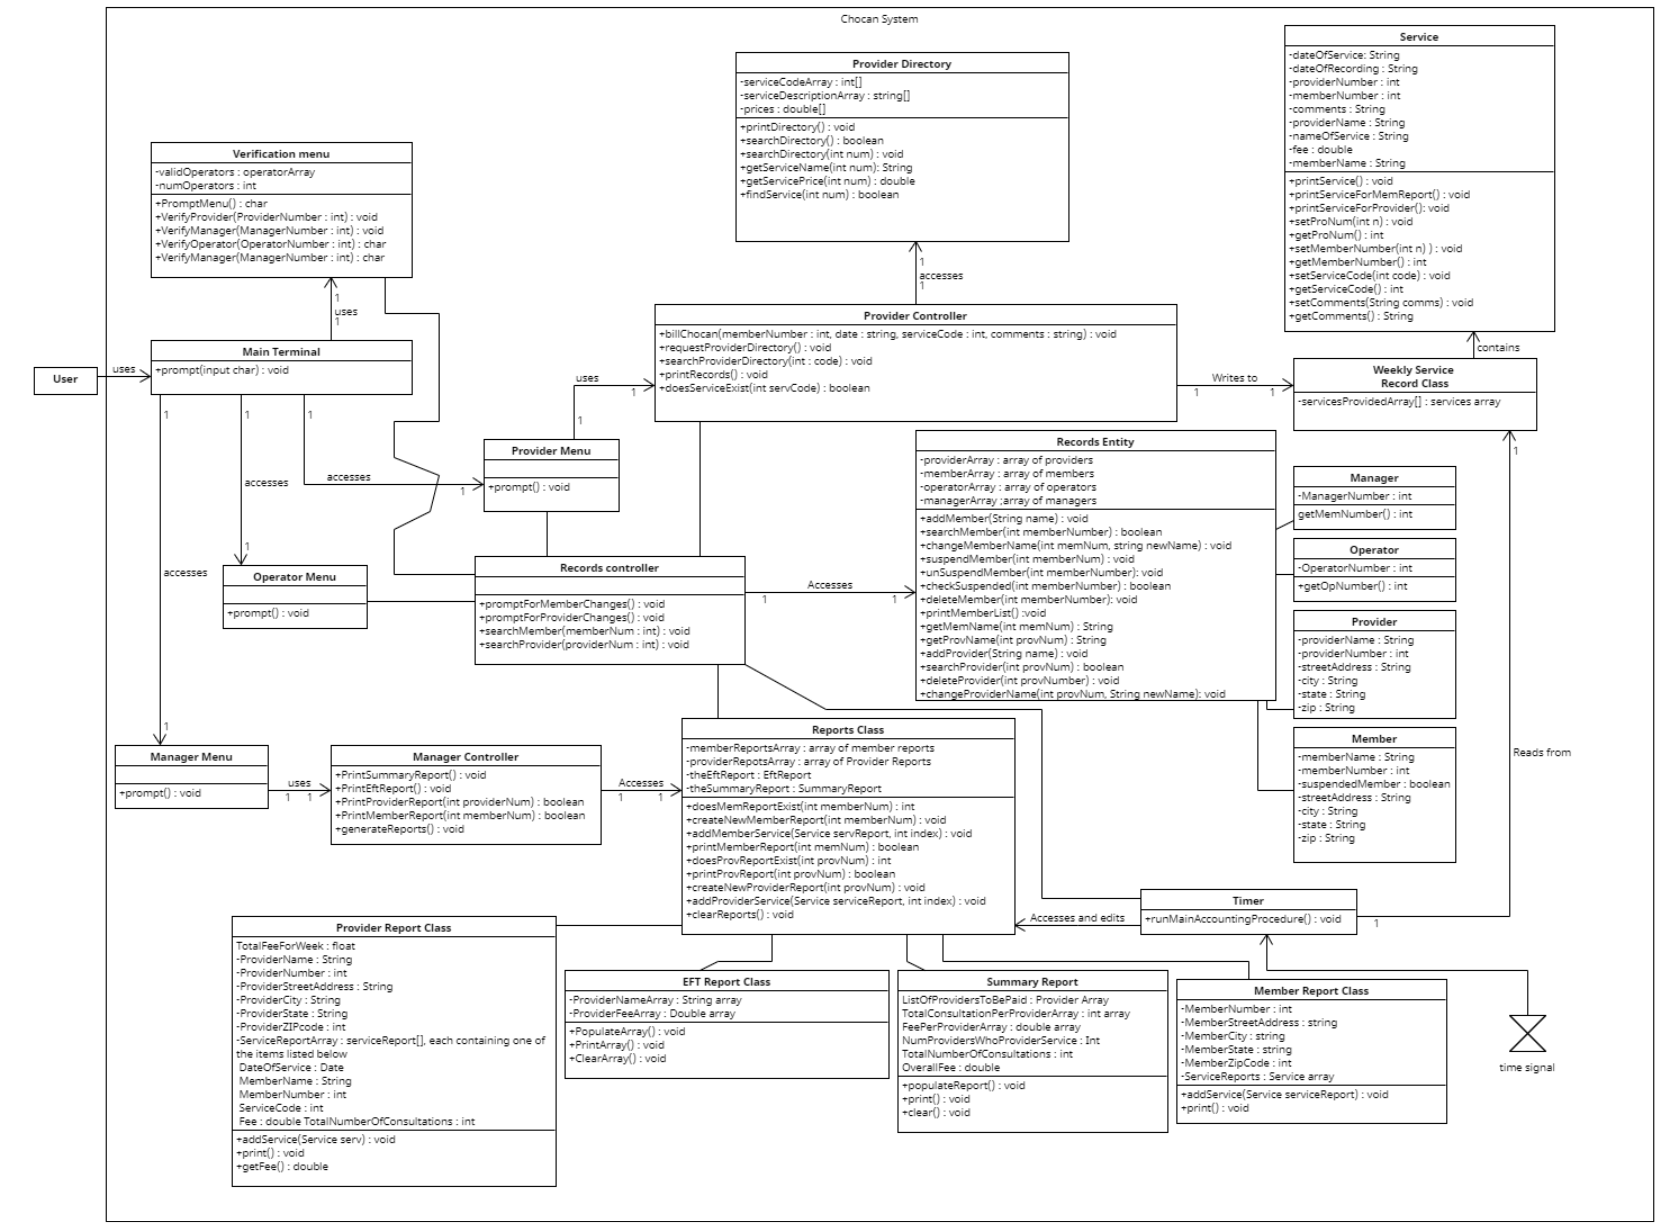 Chocan System
Service
-dateOfService: String
-dateOfRecording : String
-providerNumber : int
-memberNumber : int
-comments : String
-providerName : String
-nameOfService : String
-fee : double
-memberName : String
+printService() : void
+printServiceForMemReport() : void
+printServiceForProvider(): void
+setProNum(int n) : void
+getProNum() : int
+setMemberNumber(int n) ) : void
+getMemberNumber() : int
+setServiceCode(int code) : void
+getServiceCode() : int
+setComments(String comms) : void
+getComments() : String
Provider Directory
-serviceCodeArray : int[]
-serviceDescriptionArray : string[]
-prices : double[]
+printDirectory() : void
+searchDirectory() : boolean
+searchDirectory(int num) : void
+getServiceName(int num): String
+getServicePrice(int num) : double
+findService(int num) : boolean
Verification menu
-validOperators : operatorArray
-numOperators : int
+PromptMenu() : char
+VerifyProvider(ProviderNumber : int) : void
+VerifyManager(ManagerNumber : int) : void
+VerifyOperator(OperatorNumber : int) : char
+VerifyManager(ManagerNumber : int) : char
1
accesses
1
1
uses
1
Provider Controller
+billChocan(memberNumber : int, date : string, serviceCode : int, comments : string) : void
+requestProviderDirectory() : void
+searchProviderDirectory(int : code) : void
+printRecords() : void
+doesServiceExist(int servCode) : boolean
Main Terminal
+prompt(input char) : void
User
uses
contains
Weekly Service
Record Class
-servicesProvidedArray[] : services array
uses
1
1
Writes to
1
1
1
1
1
Provider Menu
+prompt() : void
accesses
1
accesses
1
accesses
1
Records Entity
-providerArray : array of providers
-memberArray : array of members
-operatorArray : array of operators
-managerArray ;array of managers
+addMember(String name) : void
+searchMember(int memberNumber) : boolean
+changeMemberName(int memNum, string newName) : void
+suspendMember(int memberNum) : void
+unSuspendMember(int memberNumber): void
+checkSuspended(int memberNumber) : boolean
+deleteMember(int memberNumber): void
+printMemberList() :void
+getMemName(int memNum) : String
+getProvName(int provNum) : String
+addProvider(String name) : void
+searchProvider(int provNum) : boolean
+deleteProvider(int provNumber) : void
+changeProviderName(int provNum, String newName): void
1
Manager
-ManagerNumber : int
getMemNumber() : int
Operator
-OperatorNumber : int
+getOpNumber() : int
Provider
-providerName : String
-providerNumber : int
-streetAddress : String
-city : String
-state : String
-zip : String
Member
-memberName : String
-memberNumber : int
-suspendedMember : boolean
-streetAddress : String
-city : String
-state : String
-zip : String
Reads from
Operator Menu
+prompt() : void
Records controller
+promptForMemberChanges() : void
+promptForProviderChanges() : void
+searchMember(memberNum : int) : void
+searchProvider(providerNum : int) : void
Accesses
1
1
Manager Menu
+prompt() : void
uses
1
1
Manager Controller
+PrintSummaryReport() : void
+PrintEftReport() : void
+PrintProviderReport(int providerNum) : boolean
+PrintMemberReport(int memberNum) : boolean
+generateReports() : void
Accesses
1
1
Reports Class
-memberReportsArray : array of member reports
-providerRepotsArray : array of Provider Reports
-theEftReport : EftReport
-theSummaryReport : SummaryReport
+doesMemReportExist(int memberNum) : int
+createNewMemberReport(int memberNum) : void
+addMemberService(Service servReport, int index) : void
+printMemberReport(int memNum) : boolean
+doesProvReportExist(int provNum) : int
+printProvReport(int provNum) : boolean
+createNewProviderReport(int provNum) : void
+addProviderService(Service serviceReport, int index) : void
+clearReports() : void
Accesses and edits
Timer
+runMainAccountingProcedure() : void
1
Provider Report Class
TotalFeeForWeek : float
-ProviderName : String
-ProviderNumber : int
-ProviderStreetAddress : String
-ProviderCity : String
-ProviderState : String
-ProviderZIPcode : int
-ServiceReportArray : serviceReport[], each containing one of
the items listed below
DateOfService : Date
MemberName : String
MemberNumber : int
ServiceCode : int
Fee : double TotalNumberOfConsultations : int
+addService(Service serv) : void
+print() : void
+getFee() : double
EFT Report Class
-ProviderNameArray : String array
-ProviderFeeArray : Double array
+PopulateArray() : void
+PrintArray() : void
+ClearArray() : void
Summary Report
ListOfProvidersToBePaid : Provider Array
TotalConsultationPerProviderArray : int array
FeePerProviderArray : double array
NumProvidersWhoProviderService : Int
TotalNumberOfConsultations : int
OverallFee : double
+populateReport() : void
+print() : void
+clear() : void
Member Report Class
-MemberNumber : int
-MemberStreetAddress : string
-MemberCity : string
-MemberState : string
-MemberZipCode : int
-ServiceReports : Service array
+addService(Service serviceReport) : void
+print() : void
time signal